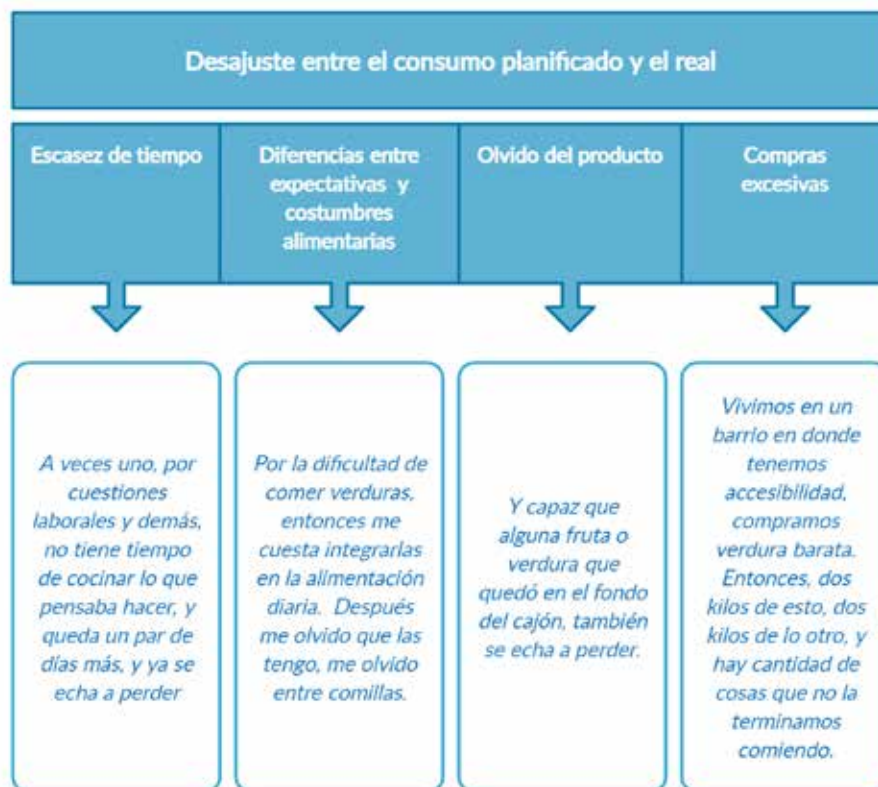 Desajuste entre el consumo planificado y el real
Escasez de tiempo
Diferencias entre
expectativas y
costumbres
alimentarias
Olvido del producto
Compras
excesivas
A veces uno, por
cuestiones
laborales y demás,
no tiene tiempo
de cocinar lo que
pensaba hacer, y
queda un par de
días más, y ya se
echa a perder
Por la dificultad de
comer verduras,
entonces me
cuesta integrarlas
en la alimentación
diaria. Después
me olvido que las
tengo, me olvido
entre comillas.
Y capaz que
alguna fruta o
verdura que
quedó en el fondo
del cajón, también
se echa a perder.
Vivimos en un
barrio en donde
tenemos
accesibilidad,
compramos
verdura barata.
Entonces, dos
kilos de esto, dos
kilos de lo otro, y
hay cantidad de
cosas que no la
terminamos
comiendo.